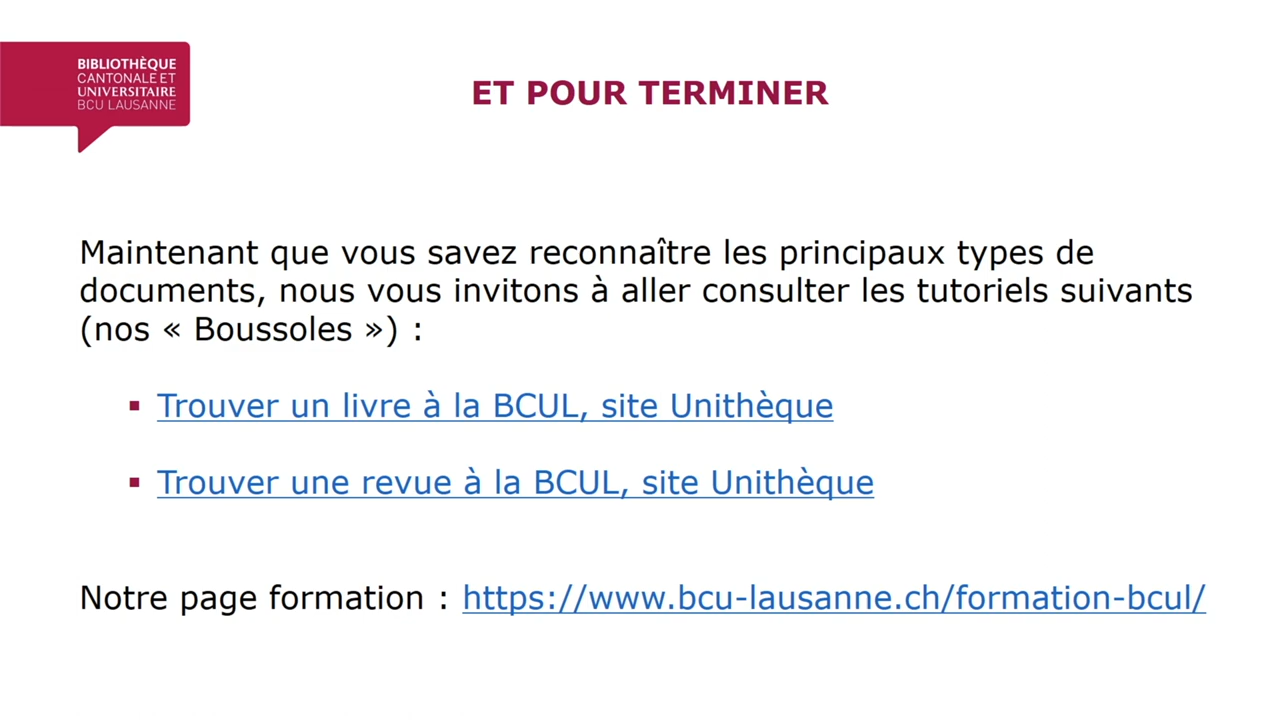 BIBLIOTHÈQUE
CANTONALE ET
UNIVERSITAIRE
BCU LAUSANNE
ET POUR TERMINER
Maintenant que vous savez reconnaître les principaux types de
documents, nous vous invitons à aller consulter les tutoriels suivants
(nos « Boussoles ») :
▪ Trouver un livre à la BCUL, site Unithèque
▪ Trouver une revue à la BCUL, site Unithèque
Notre page formation : https://www.bcu-lausanne.ch/formation-bcul/